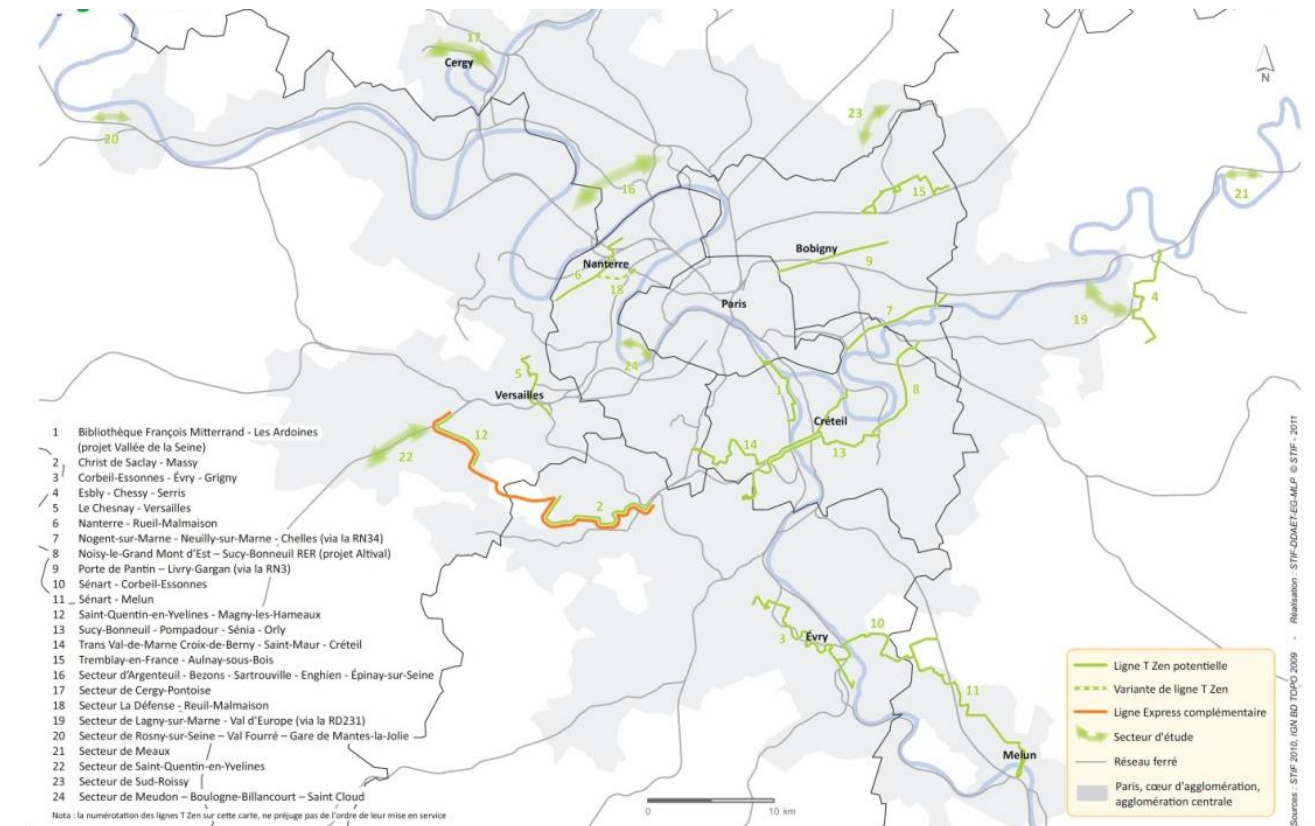 17
Cergy
N
23
20
16
15
21
Bobigny
Nanterre
9
6
18
Paris
4
7
19
24
5
8
Versailles
1
Créteil
12
14
13
22
2
3
Évry
10
11
Melun
1 Bibliothèque François Mitterrand - Les Ardoines
(projet Vallée de la Seine)
2 Christ de Saclay - Massy
3 Corbeil-Essonnes - Évry - Grigny
4 Esbly - Chessy - Serris
5 Le Chesnay - Versailles
6 Nanterre - Rueil-Malmaison
7 Nogent-sur-Marne - Neuilly-sur-Marne - Chelles (via la RN34)
8 Noisy-le-Grand Mont d'Est – Sucy-Bonneuil RER (projet Altival)
9 Porte de Pantin – Livry-Gargan (via la RN3)
10 Sénart - Corbeil-Essonnes
11 Sénart - Melun
12 Saint-Quentin-en-Yvelines - Magny-les-Hameaux
13 Sucy-Bonneuil - Pompadour - Sénia - Orly
14 Trans Val-de-Marne Croix-de-Berny - Saint-Maur - Créteil
15 Tremblay-en-France - Aulnay-sous-Bois
16 Secteur d'Argenteuil - Bezons - Sartrouville - Enghien - Épinay-sur-Seine
17 Secteur de Cergy-Pontoise
18 Secteur La Défense - Reuil-Malmaison
19 Secteur de Lagny-sur-Marne - Val d'Europe (via la RD231)
20 Secteur de Rosny-sur-Seine – Val Fourré – Gare de Mantes-la-Jolie
21 Secteur de Meaux
22 Secteur de Saint-Quentin-en-Yvelines
23 Secteur de Sud-Roissy
24 Secteur de Meudon – Boulogne-Billancourt – Saint Cloud
Nota : la numérotation des lignes T Zen sur cette carte, ne préjuge pas de l'ordre de leur mise en service
0 10 km
Ligne T Zen potentielle
Variante de ligne T Zen
Ligne Express complémentaire
Secteur d'étude
Réseau ferré
Paris, cœur d'agglomération,
agglomération centrale
Sources : STIF 2010, IGN BD TOPO 2009 - Réalisation : STIF-DDAET-EG-MLP © STIF - 2011